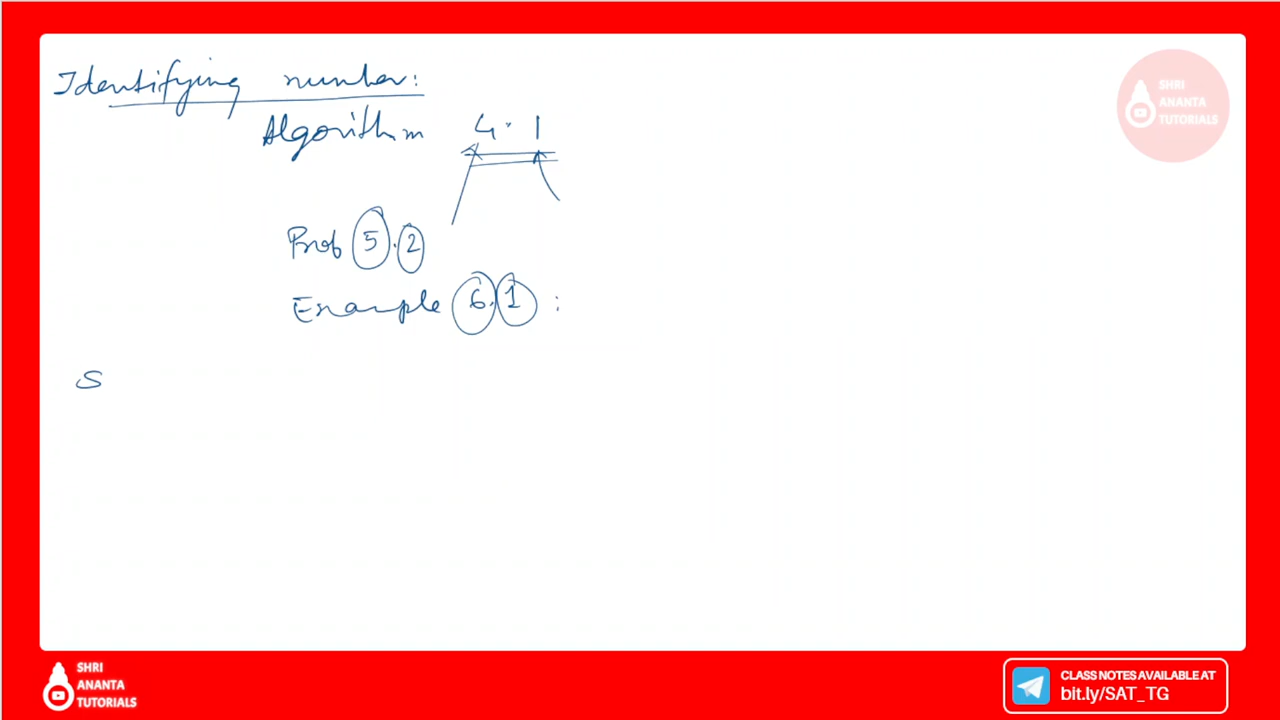 Identifying number:
Algorithm 4.1
Prob 5.2
Example 6.1 :
S
SHRI
ANANTA
TUTORIALS
SHRI
ANANTA
TUTORIALS
CLASS NOTES AVAILABLE AT
bit.ly/SAT_TG